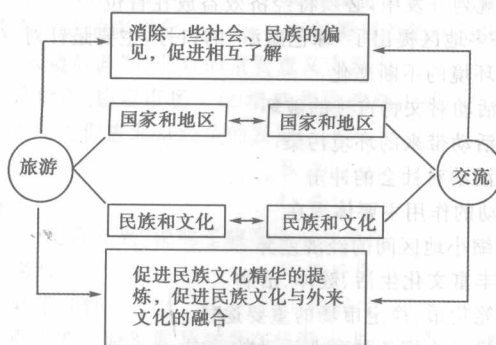 消除一些社会、民族的偏
见，促进相互了解
国家和地区
国家和地区
旅游
交流
民族和文化
民族和文化
促进民族文化精华的提
炼，促进民族文化与外来
文化的融合